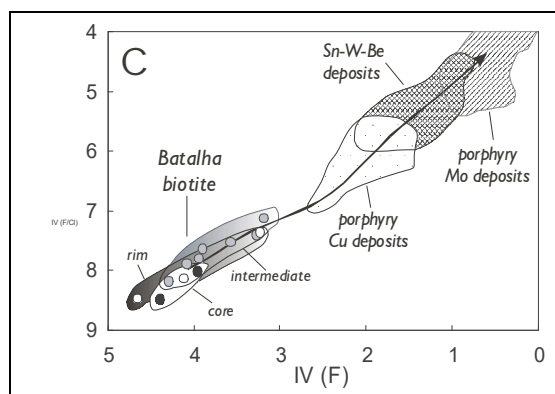 4
C
Sn-W-Be
deposits
5
6
Batalha
biotite
porphyry
Mo deposits
7
IV (F/Cl)
porphyry
Cu deposits
rim
8
intermediate
core
9
5
4
3
2
1
0
IV (F)